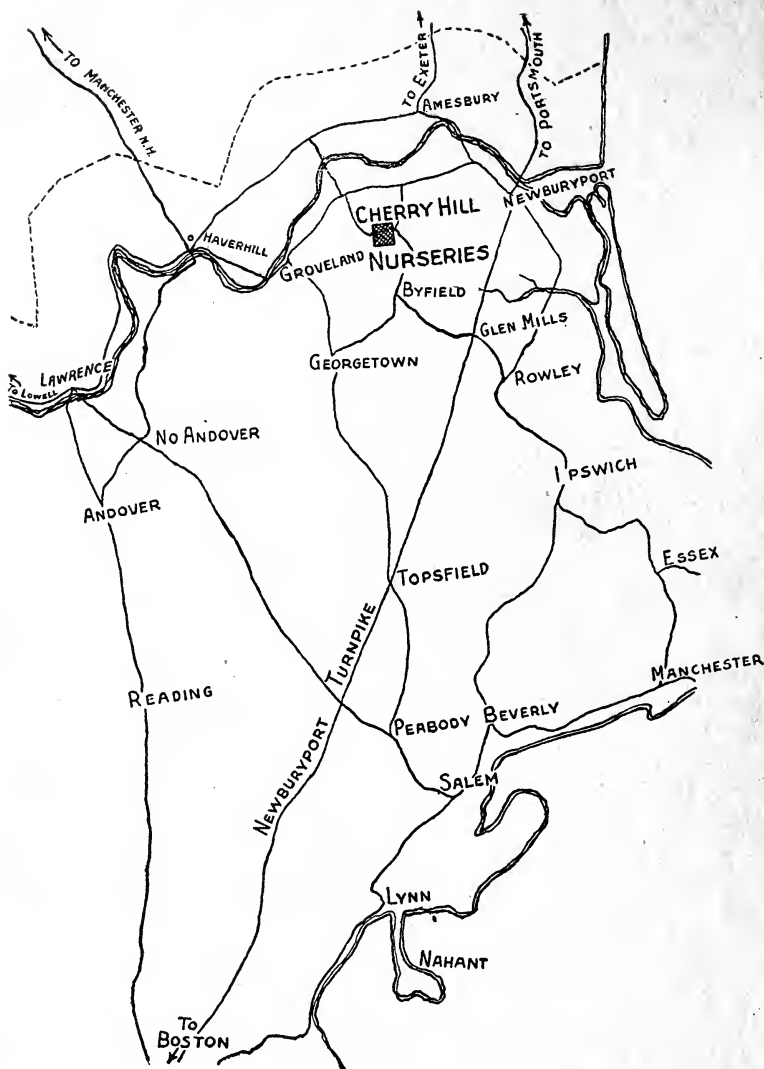 TO MANCHESTER N.H.
TO EXETER
TO PORTSMOUTH
AMESBURY
NEWBURYPORT
CHERRY HILL
NURSERIES
HAVERHILL
GROVELAND
BYFIELD
GLEN MILLS
GEORGETOWN
ROWLEY
LAWRENCE
TO LOWELL
NO ANDOVER
IPSWICH
ANDOVER
ESSEX
TOPSFIELD
NEWBURYPORT TURNPIKE
READING
MANCHESTER
PEABODY
BEVERLY
SALEM
LYNN
NAHANT
TO
BOSTON